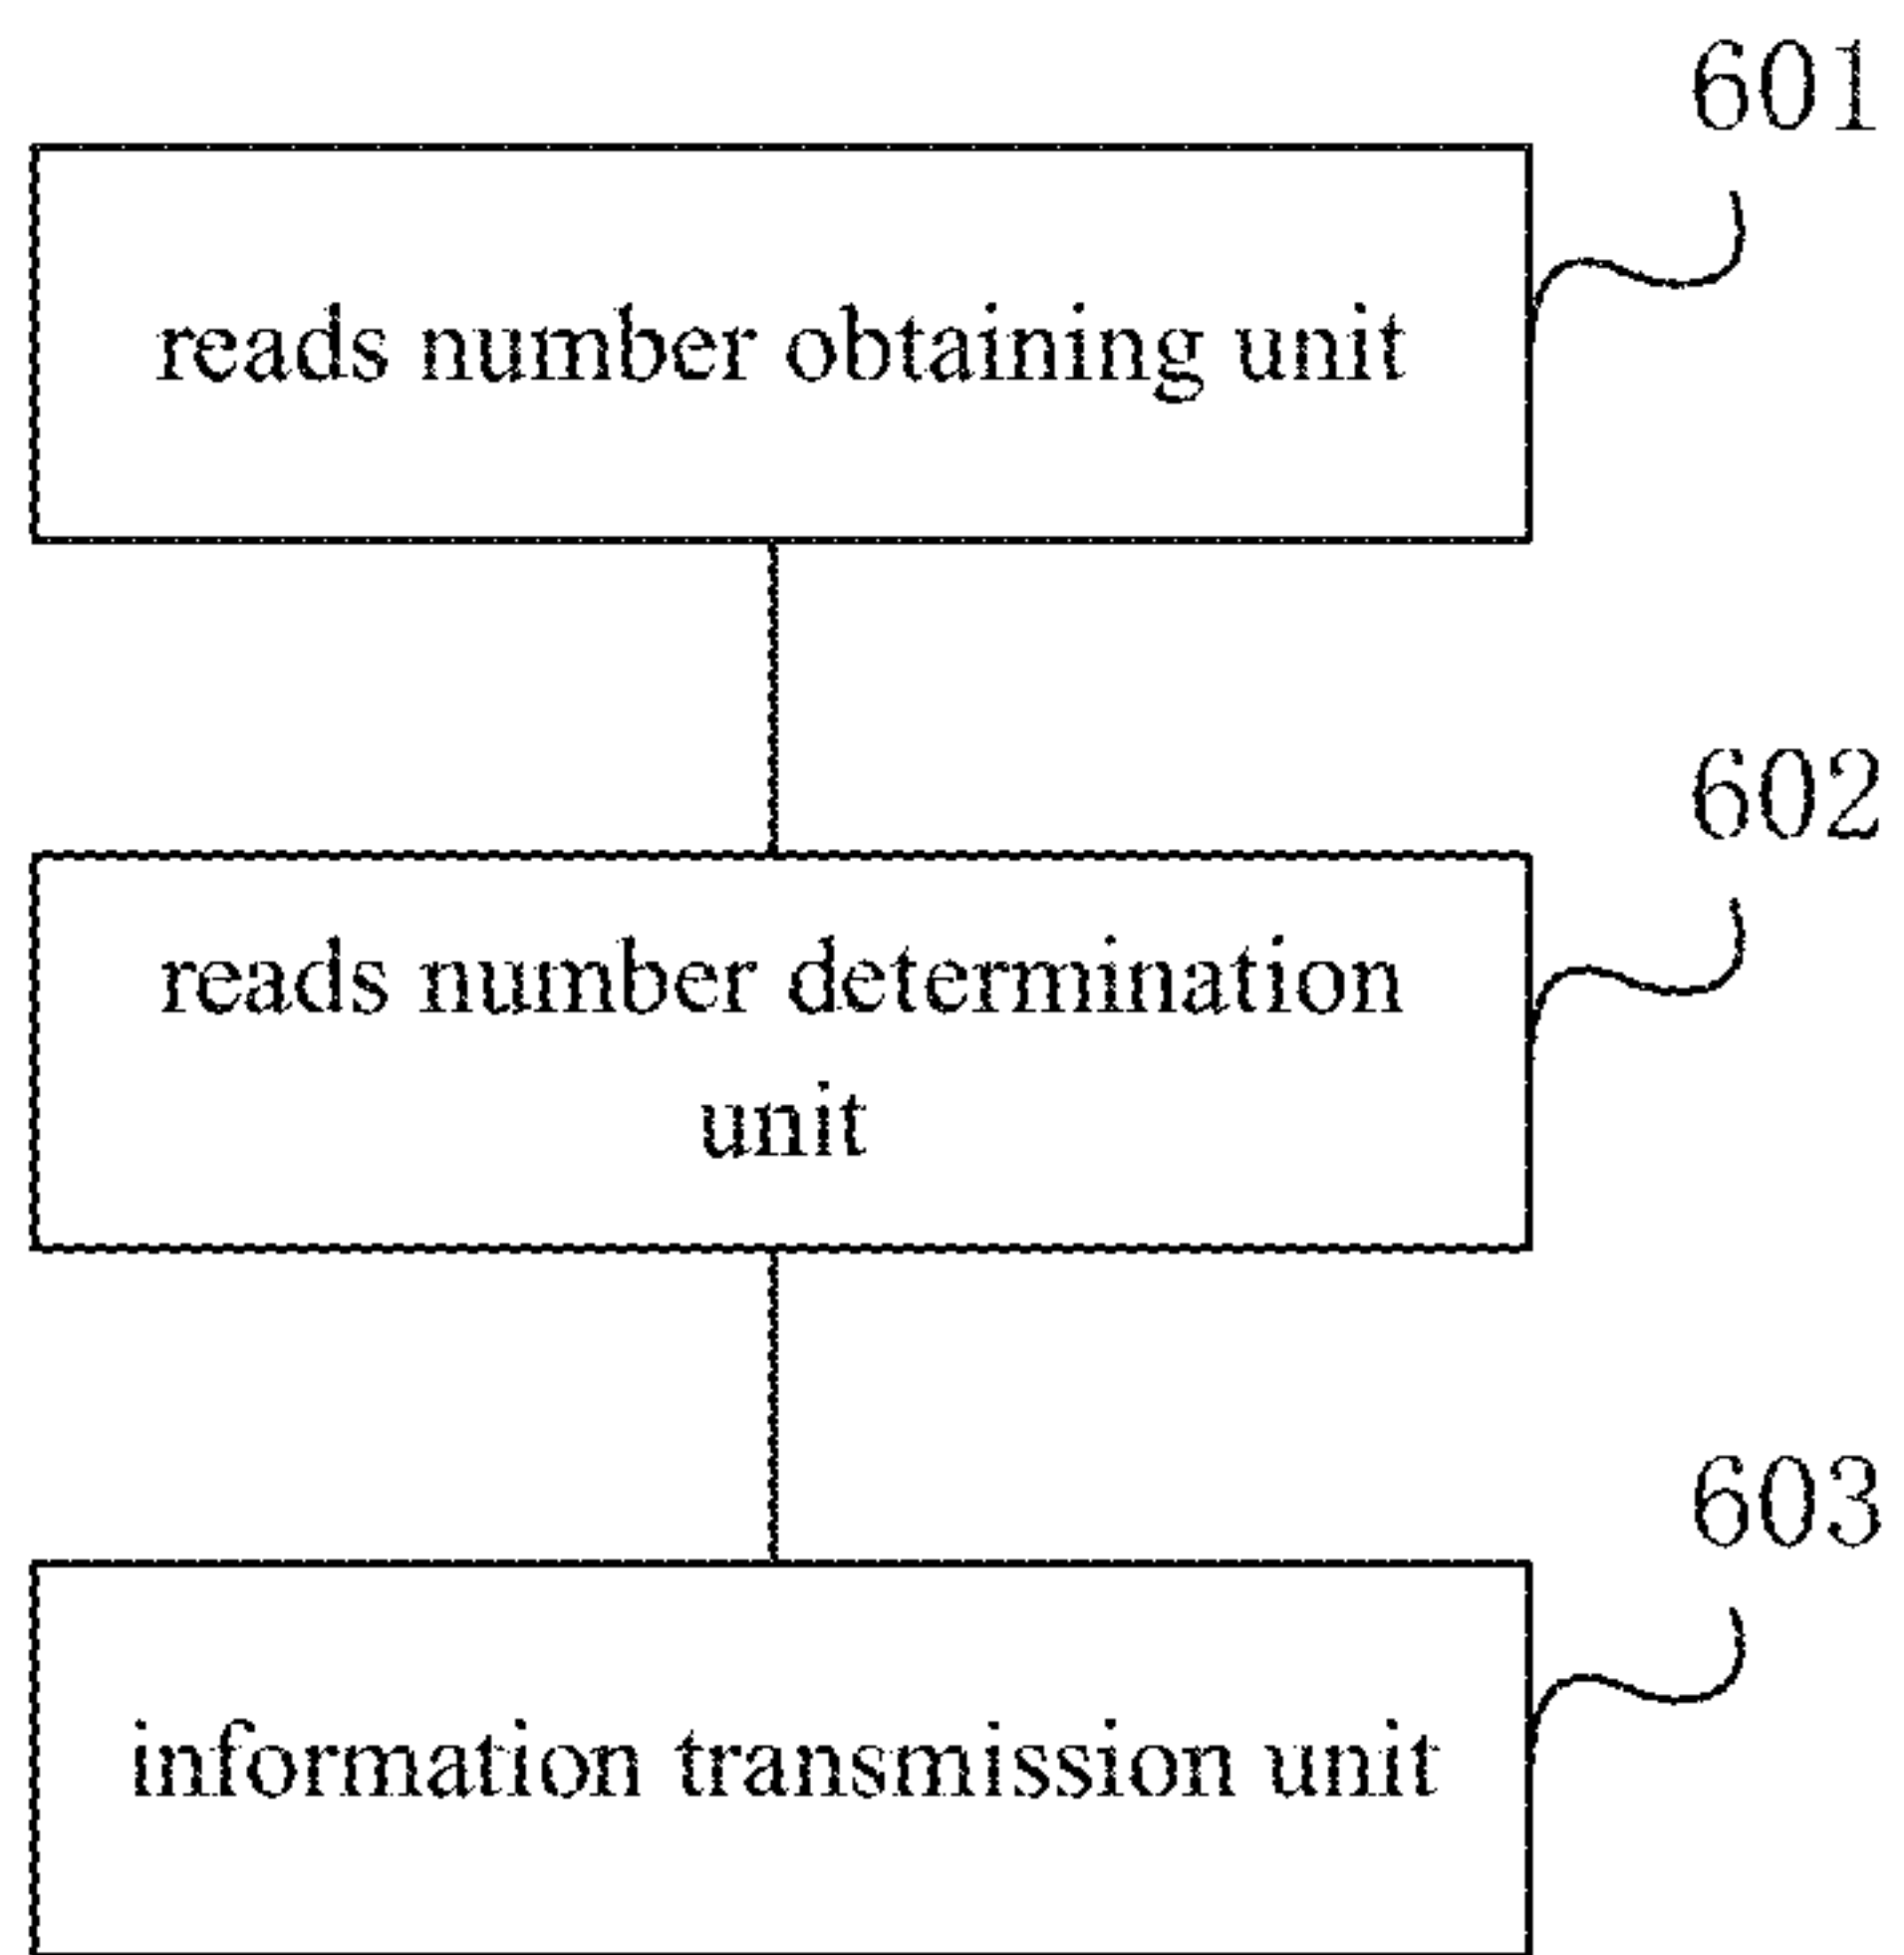 601
reads number obtaining unit
602
reads number determination
unit
603
information transmission unit